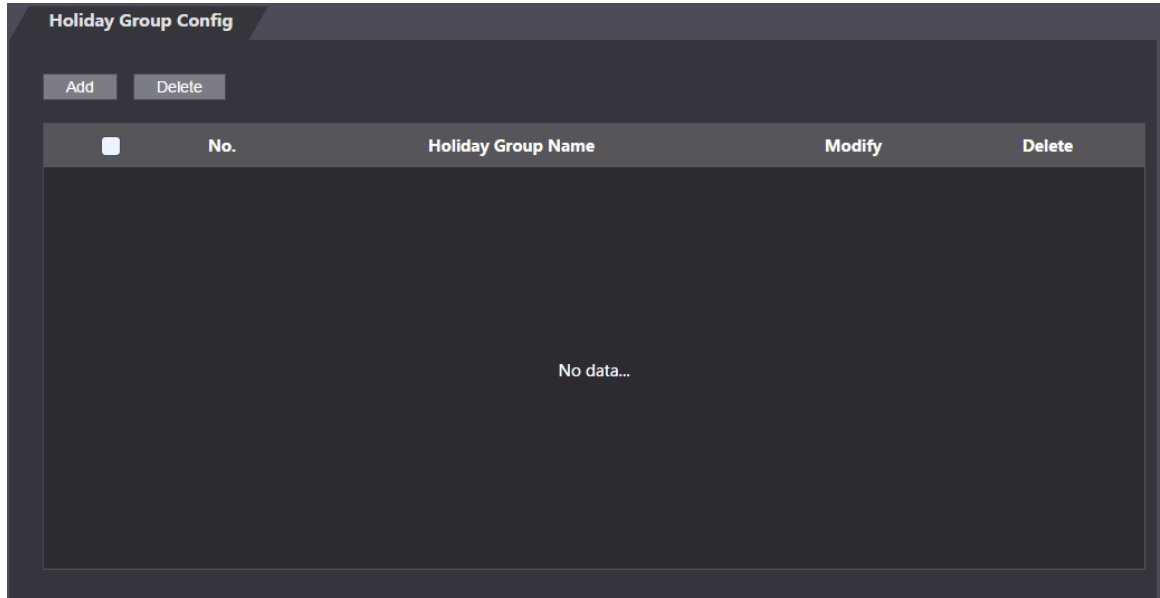 Holiday Group Config
Add Delete
No. Holiday Group Name Modify Delete
No data...